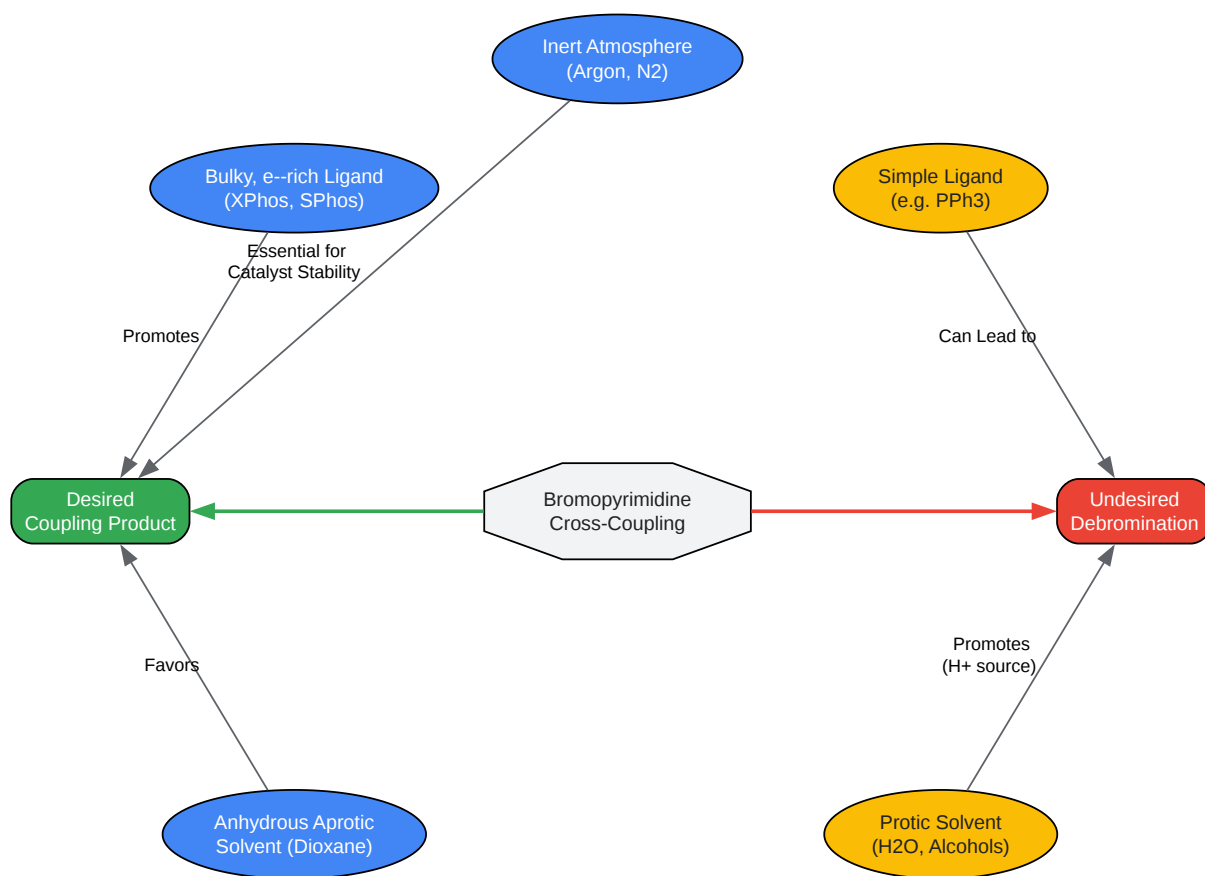 Inert Atmosphere
(Argon, N2)
Bulky, e--rich Ligand
(XPhos, SPhos)
Simple Ligand
(e.g. PPh3)
Essential for
Catalyst Stability
Promotes
Can Lead to
Desired
Coupling Product
Bromopyrimidine
Cross-Coupling
Undesired
Debromination
Favors
Promotes
(H+ source)
Anhydrous Aprotic
Solvent (Dioxane)
Protic Solvent
(H2O, Alcohols)